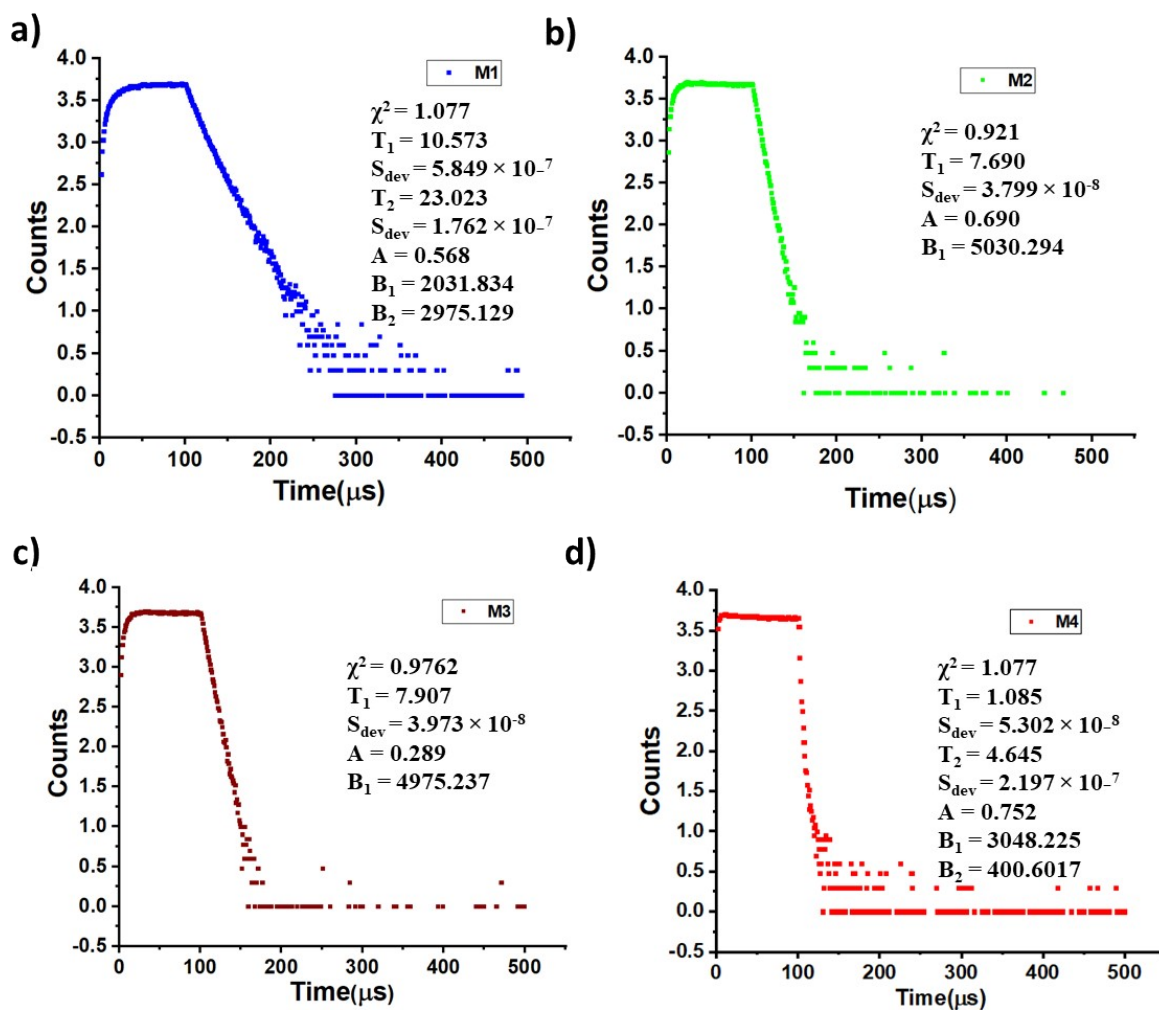 a)
4.0
3.5
3.0
2.5
2.0
1.5
1.0
0.5
0.0
-0.5
Counts
M1
χ² = 1.077
T₁ = 10.573
S_dev = 5.849 × 10⁻⁷
T₂ = 23.023
S_dev = 1.762 × 10⁻⁷
A = 0.568
B₁ = 2031.834
B₂ = 2975.129
0 100 200 300 400 500
Time(μs)
b)
4.0
3.5
3.0
2.5
2.0
1.5
1.0
0.5
0.0
-0.5
Counts
M2
χ² = 0.921
T₁ = 7.690
S_dev = 3.799 × 10⁻⁸
A = 0.690
B₁ = 5030.294
0 100 200 300 400 500
Time(μs)
c)
4.0
3.5
3.0
2.5
2.0
1.5
1.0
0.5
0.0
-0.5
Counts
M3
χ² = 0.9762
T₁ = 7.907
S_dev = 3.973 × 10⁻⁸
A = 0.289
B₁ = 4975.237
0 100 200 300 400 500
Time(μs)
d)
4.0
3.5
3.0
2.5
2.0
1.5
1.0
0.5
0.0
-0.5
Counts
M4
χ² = 1.077
T₁ = 1.085
S_dev = 5.302 × 10⁻⁸
T₂ = 4.645
S_dev = 2.197 × 10⁻⁷
A = 0.752
B₁ = 3048.225
B₂ = 400.6017
0 100 200 300 400 500
Time(μs)